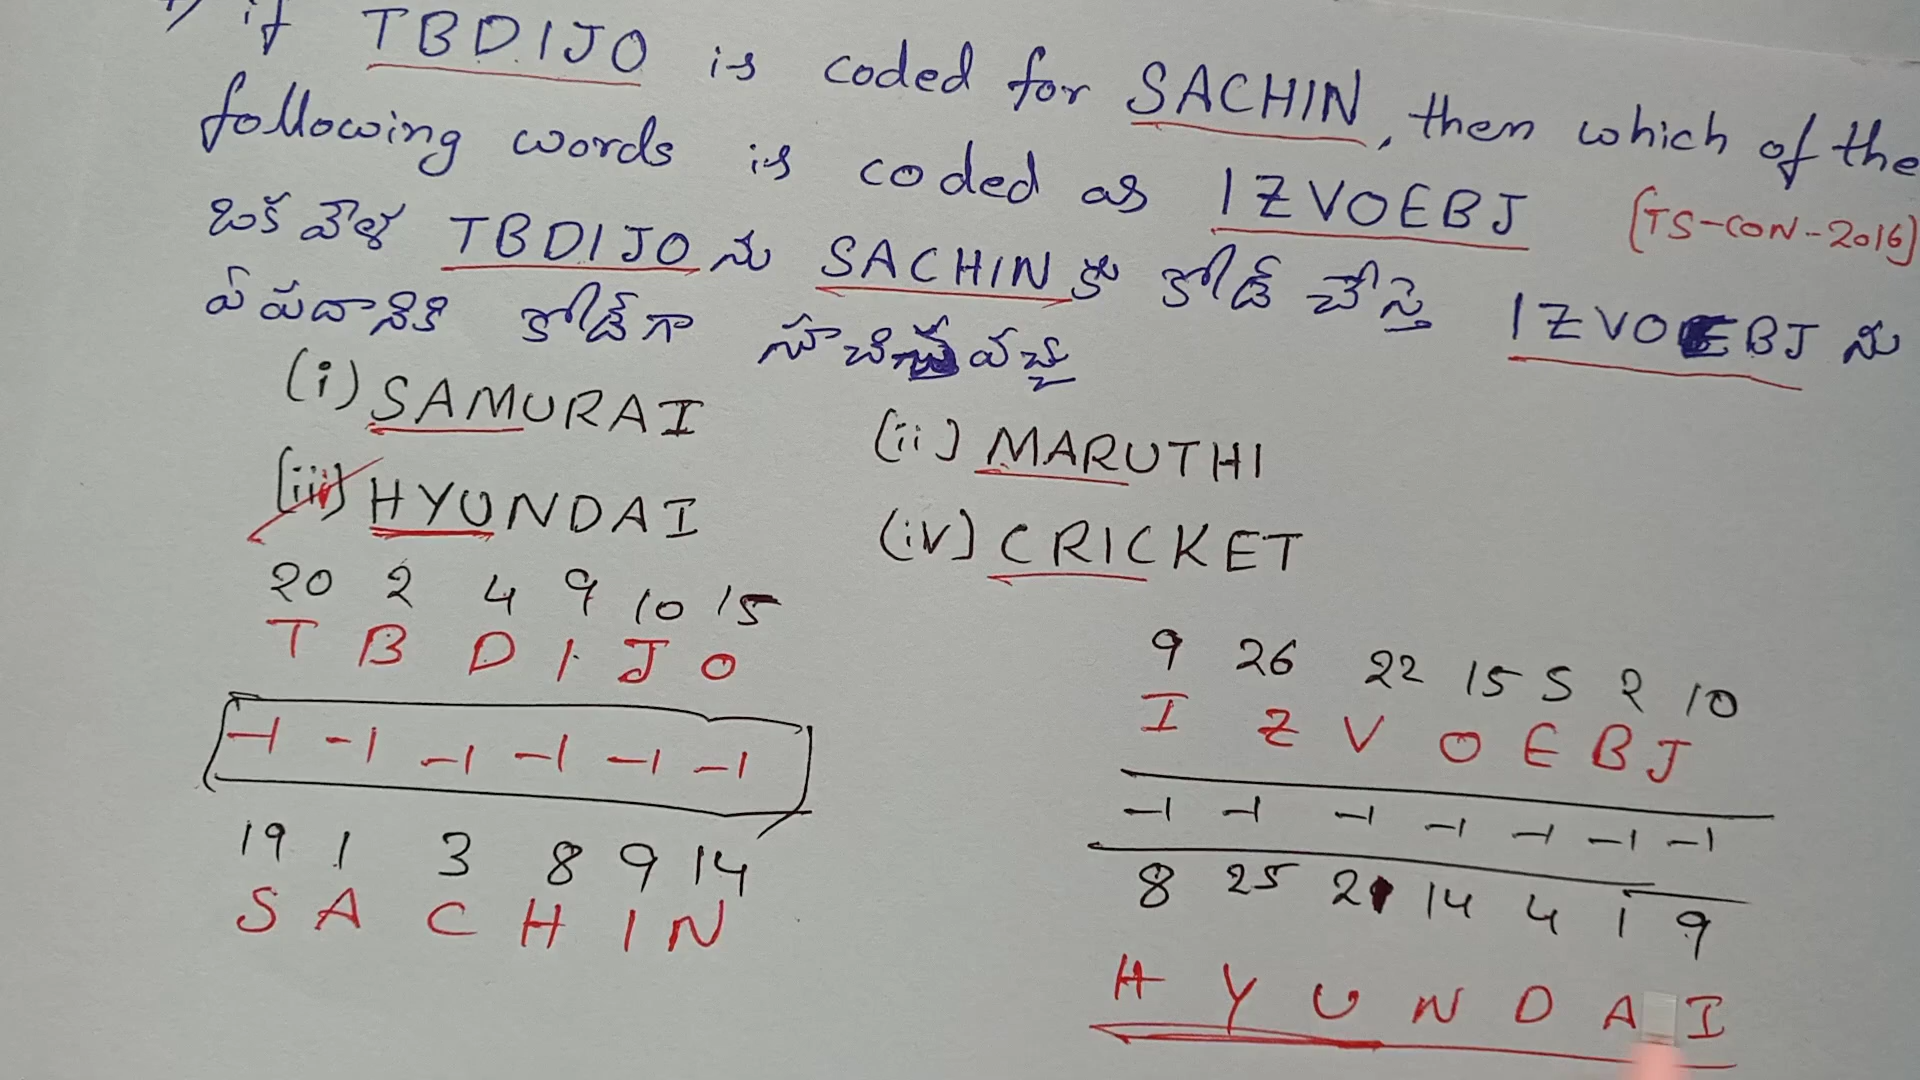 1) if TBDIJO is coded for SACHIN, then which of the
following words is coded as IZVOEBJ (TS-CON-2016)
ఒకవేళ TBDIJO ను SACHIN కు కోడ్ చేస్తే IZVOEBJ ను
ఏ పదానికి కోడ్‌గా సూచించవచ్చు
(i) SAMURAI (ii) MARUTHI
(iii) HYUNDAI (iv) CRICKET
20 2 4 9 10 15
T B D I J O
-1 -1 -1 -1 -1 -1
19 1 3 8 9 14
S A C H I N
9 26 22 15 5 2 10
I Z V O E B J
-1 -1 -1 -1 -1 -1 -1
8 25 21 14 4 1 9
H Y U N D A I